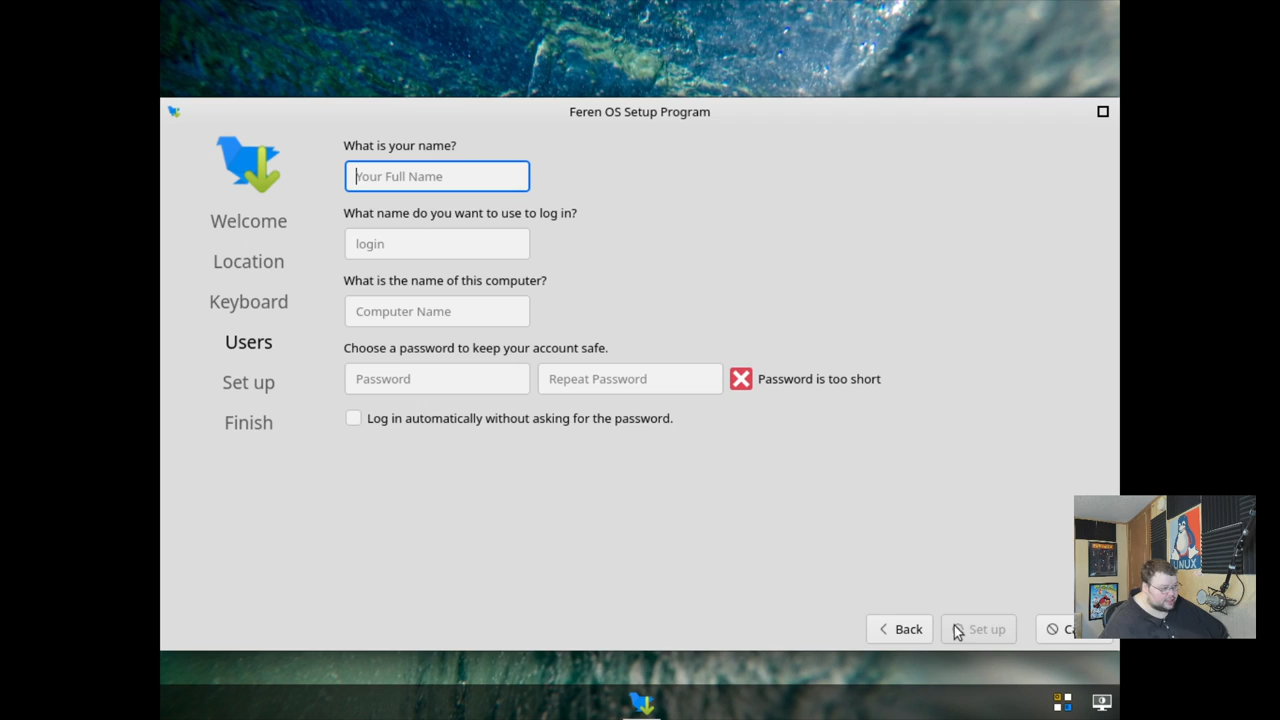 Feren OS Setup Program
Welcome
Location
Keyboard
Users
Set up
Finish
What is your name?
Your Full Name
What name do you want to use to log in?
login
What is the name of this computer?
Computer Name
Choose a password to keep your account safe.
Password
Repeat Password
Password is too short
Log in automatically without asking for the password.
Back
Set up
Ca